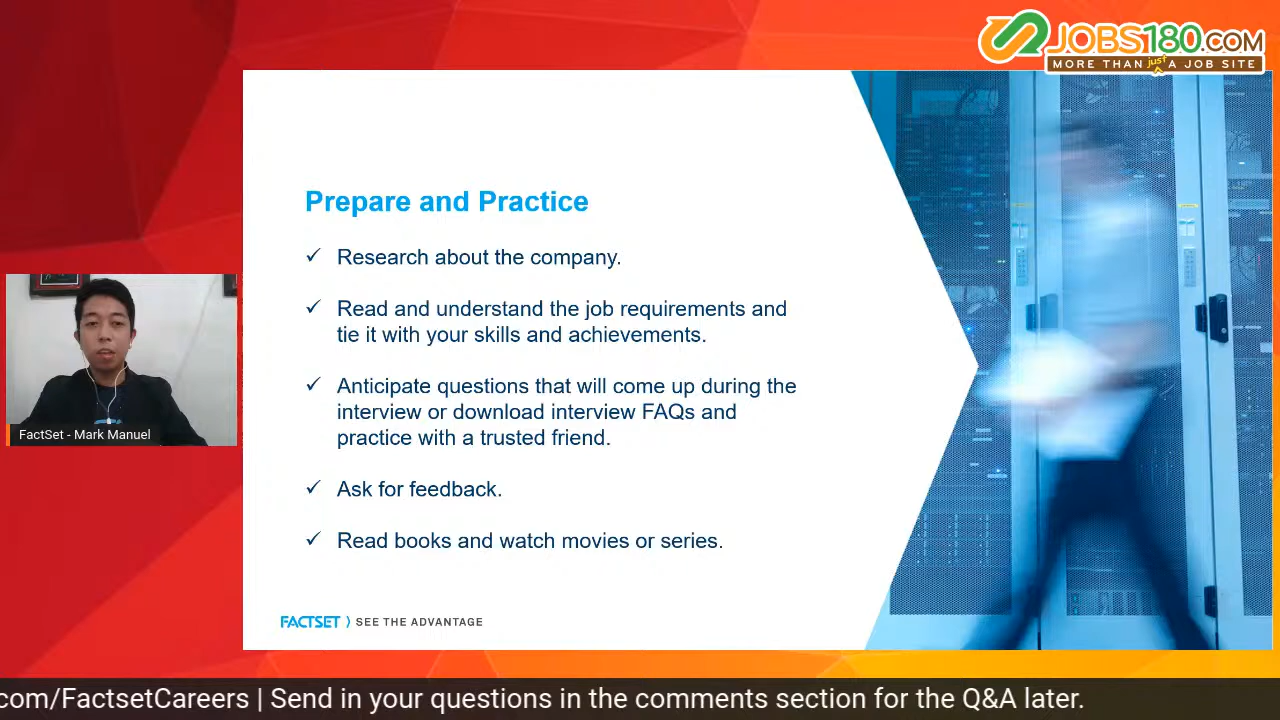 JOBS180.COM
MORE THAN just A JOB SITE
Prepare and Practice
Research about the company.
Read and understand the job requirements and
tie it with your skills and achievements.
Anticipate questions that will come up during the
interview or download interview FAQs and
practice with a trusted friend.
Ask for feedback.
Read books and watch movies or series.
FactSet - Mark Manuel
FACTSET ⟩ SEE THE ADVANTAGE
com/FactsetCareers | Send in your questions in the comments section for the Q&A later.